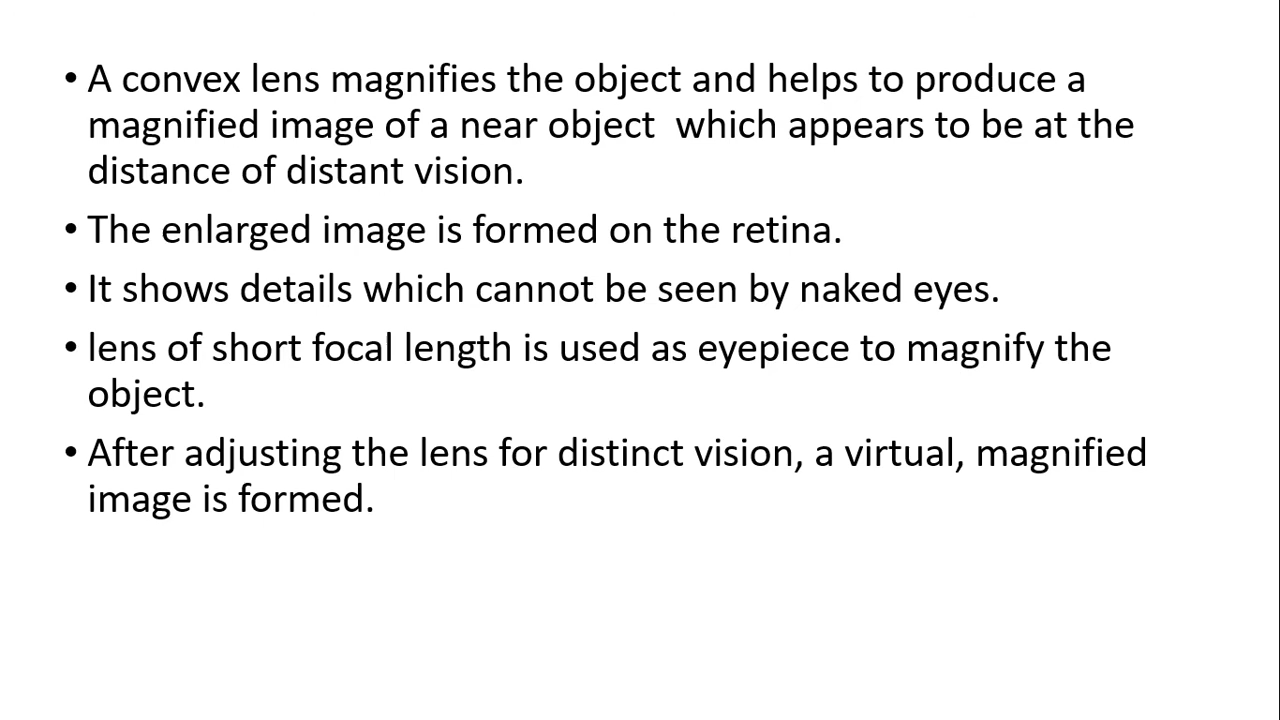 • A convex lens magnifies the object and helps to produce a
magnified image of a near object  which appears to be at the
distance of distant vision.
• The enlarged image is formed on the retina.
• It shows details which cannot be seen by naked eyes.
• lens of short focal length is used as eyepiece to magnify the
object.
• After adjusting the lens for distinct vision, a virtual, magnified
image is formed.